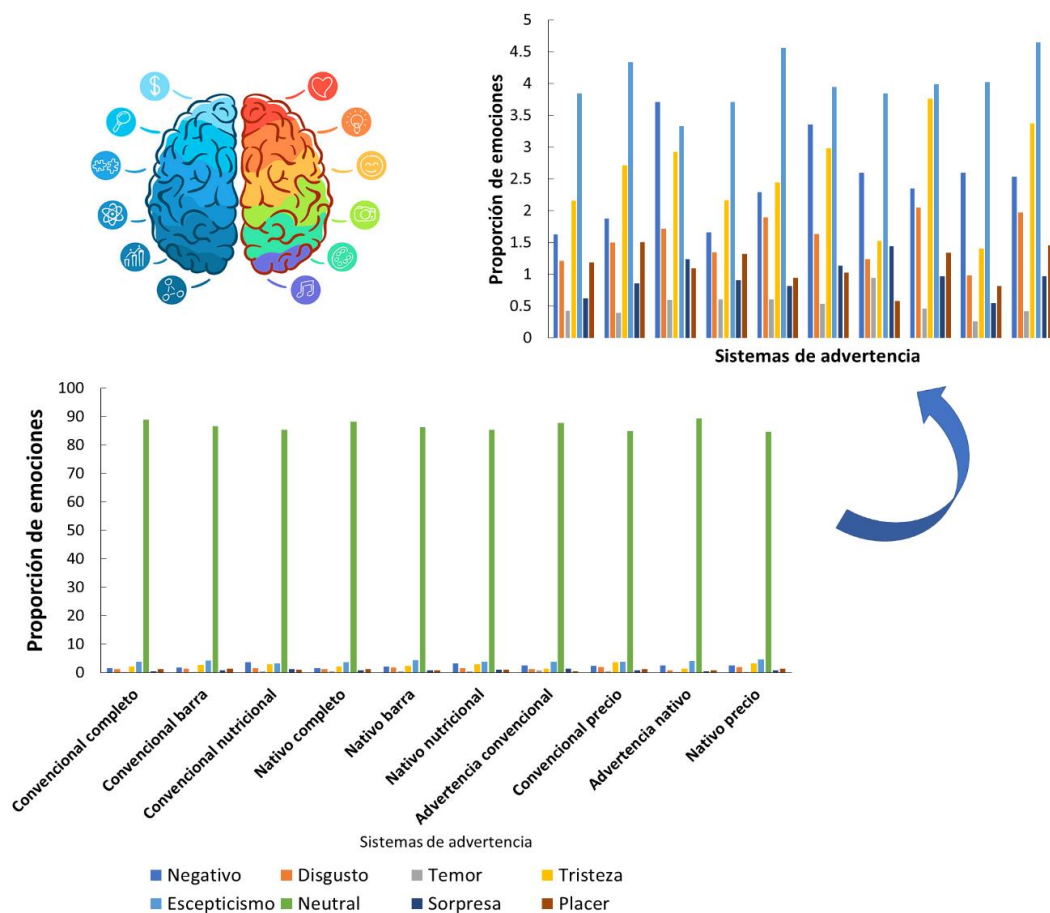 5
4.5
4
3.5
3
2.5
2
1.5
1
0.5
0
Proporción de emociones
Sistemas de advertencia
$
100
90
80
70
60
50
40
30
20
10
0
Proporción de emociones
Convencional completo
Convencional barra
Convencional nutricional
Nativo completo
Nativo barra
Nativo nutricional
Advertencia convencional
Convencional precio
Advertencia nativo
Nativo precio
Sistemas de advertencia
Negativo Disgusto Temor Tristeza
Escepticismo Neutral Sorpresa Placer